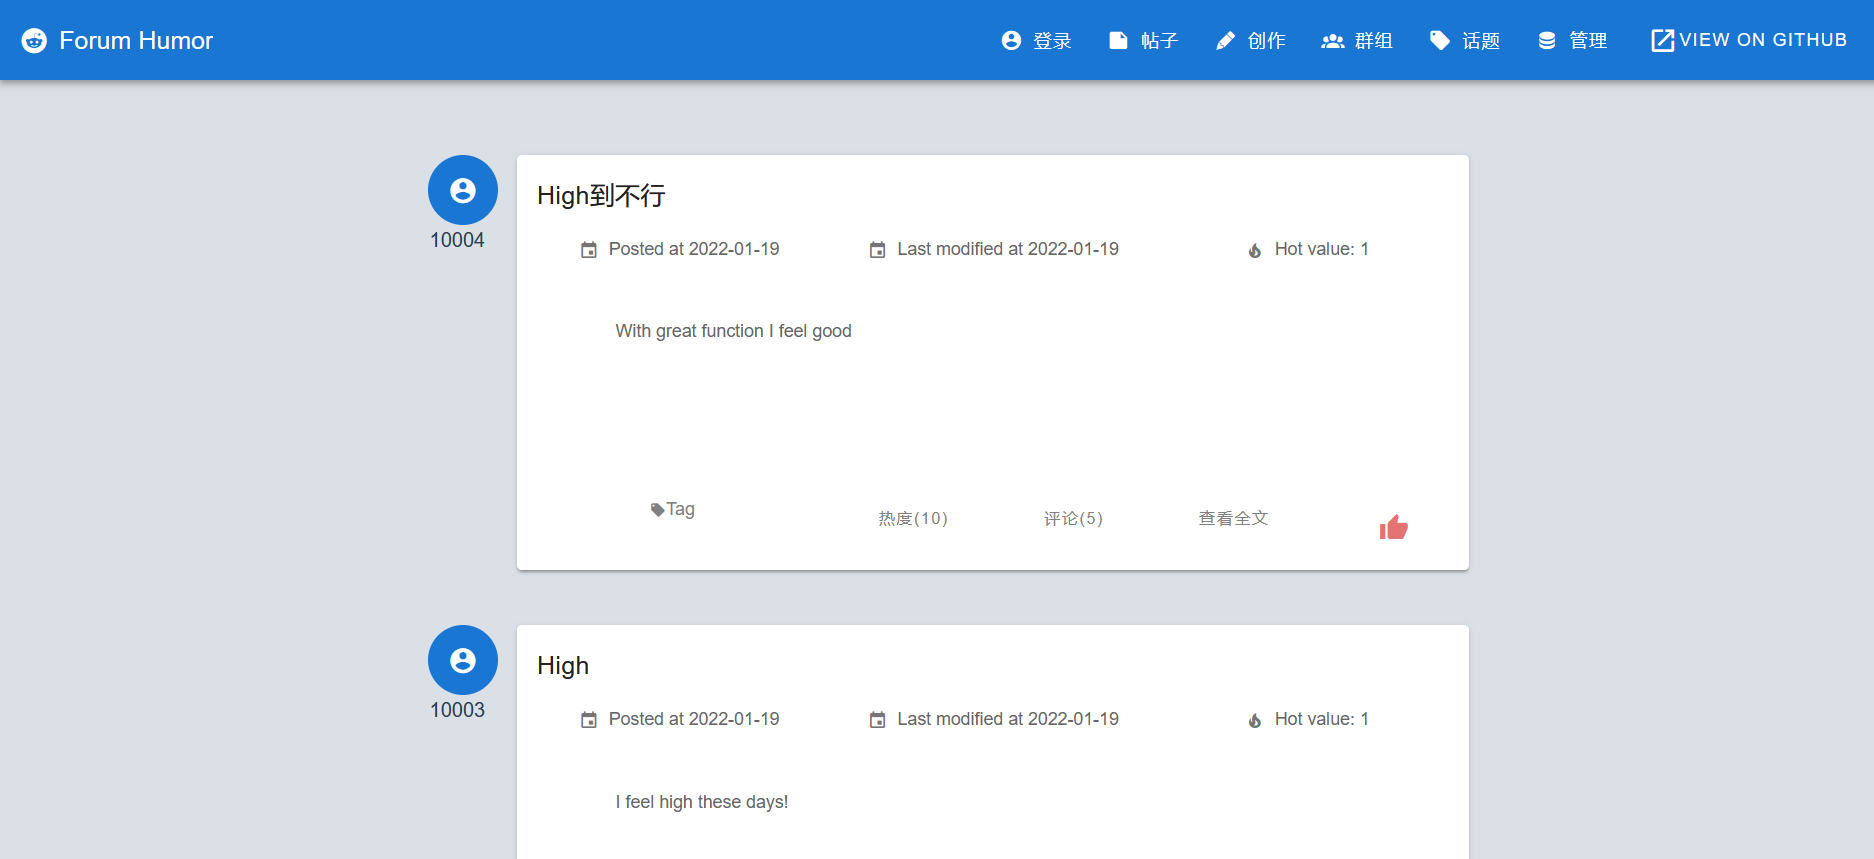 Forum Humor 登录 帖子 创作 群组 话题 管理 VIEW ON GITHUB
High到不行
10004
Posted at 2022-01-19 Last modified at 2022-01-19 Hot value: 1
With great function I feel good
Tag 热度(10) 评论(5) 查看全文
High
10003
Posted at 2022-01-19 Last modified at 2022-01-19 Hot value: 1
I feel high these days!